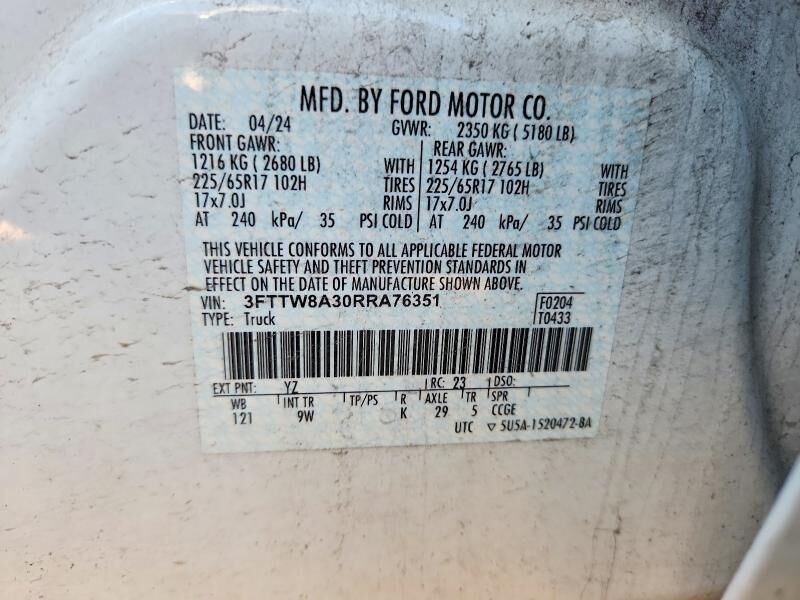 MFD. BY FORD MOTOR CO.
DATE: 04/24 GVWR: 2350 KG ( 5180 LB)
FRONT GAWR: REAR GAWR:
1216 KG ( 2680 LB) WITH 1254 KG ( 2765 LB) WITH
225/65R17 102H TIRES 225/65R17 102H TIRES
17x7.0J RIMS 17x7.0J RIMS
AT 240 kPa/ 35 PSI COLD AT 240 kPa/ 35 PSI COLD
THIS VEHICLE CONFORMS TO ALL APPLICABLE FEDERAL MOTOR
VEHICLE SAFETY AND THEFT PREVENTION STANDARDS IN
EFFECT ON THE DATE OF MANUFACTURE SHOWN ABOVE.
VIN: 3FTTW8A30RRA76351 F0204
TYPE: Truck T0433
EXT PNT: YZ RC: 23 DSO:
WB INT TR TP/PS R AXLE TR SPR
121 9W K 29 5 CCGE
UTC ▽ 5U5A-1520472-BA